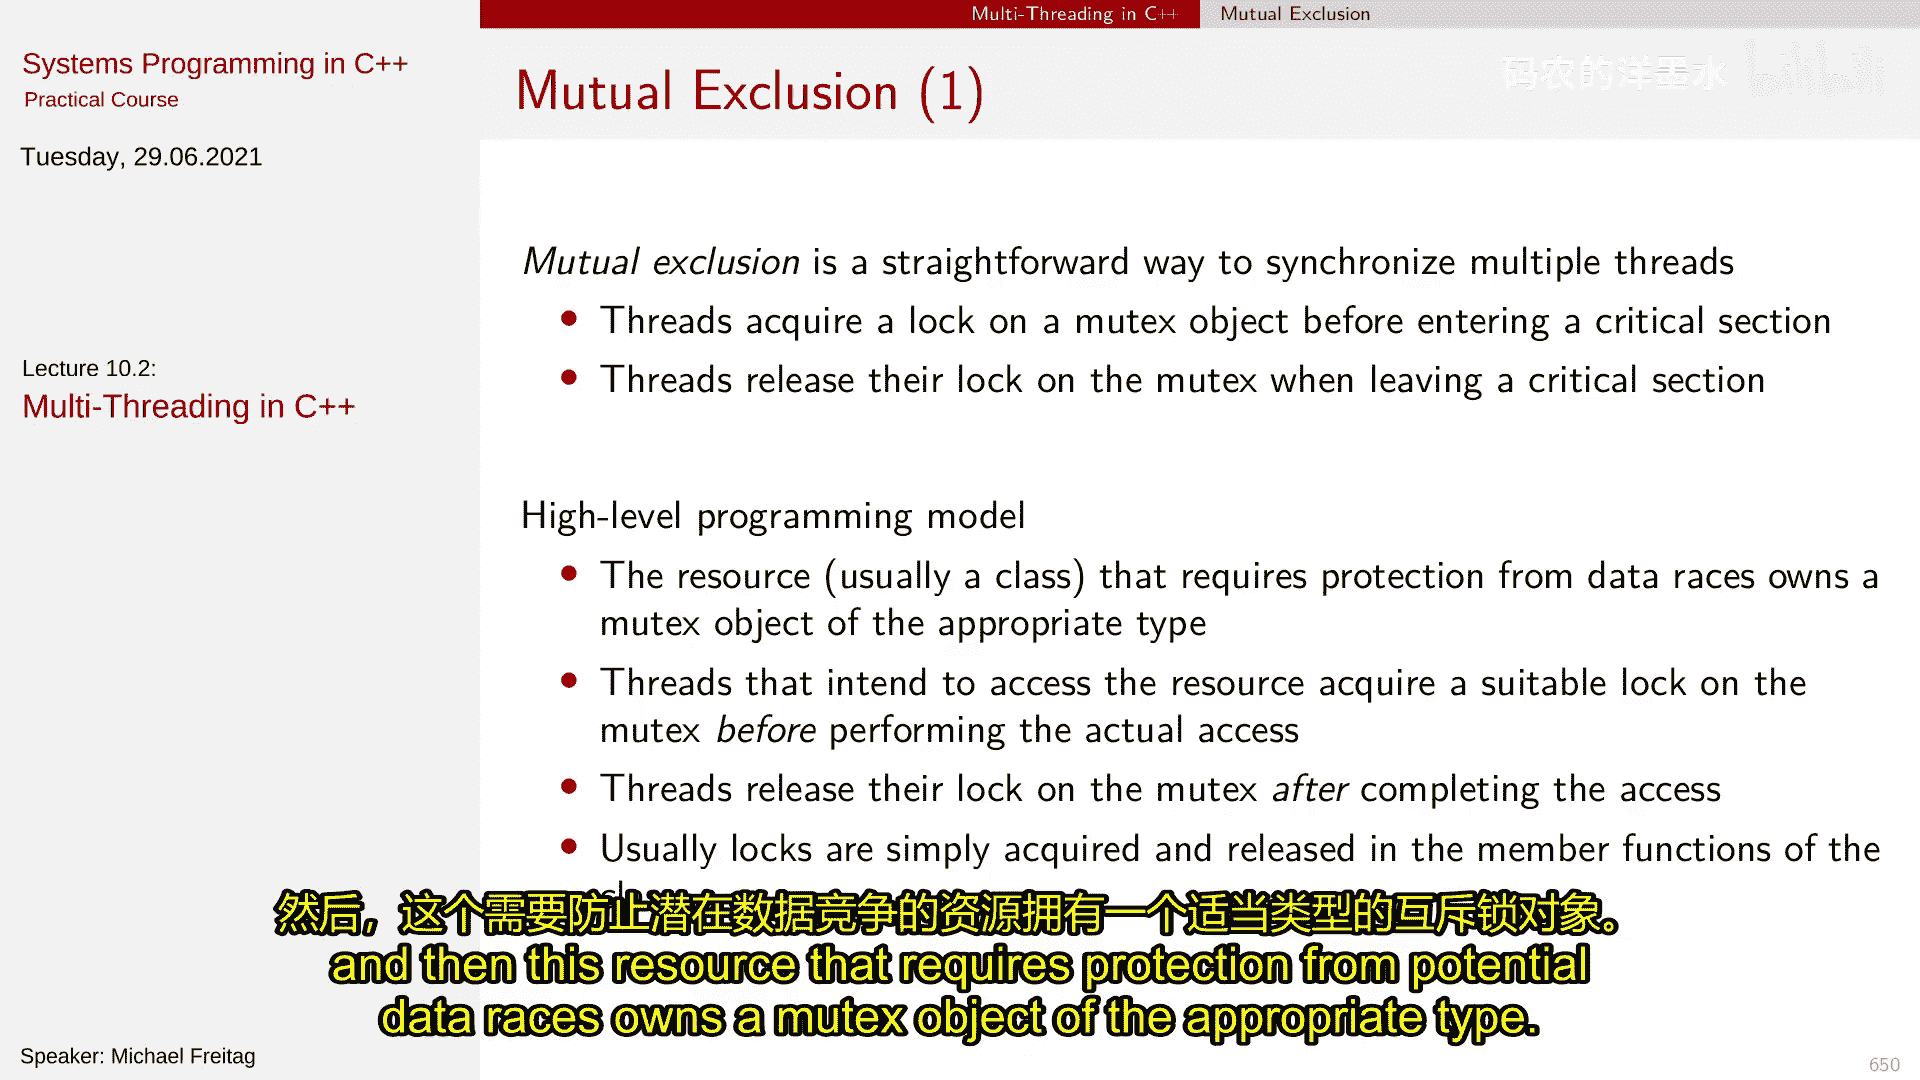 Multi-Threading in C++
Mutual Exclusion
Systems Programming in C++
Practical Course
Tuesday, 29.06.2021
Lecture 10.2:
Multi-Threading in C++
Speaker: Michael Freitag
Mutual Exclusion (1)
码农的洋墨水
bilibili
Mutual exclusion is a straightforward way to synchronize multiple threads
• Threads acquire a lock on a mutex object before entering a critical section
• Threads release their lock on the mutex when leaving a critical section
High-level programming model
• The resource (usually a class) that requires protection from data races owns a
mutex object of the appropriate type
• Threads that intend to access the resource acquire a suitable lock on the
mutex before performing the actual access
• Threads release their lock on the mutex after completing the access
• Usually locks are simply acquired and released in the member functions of the
然后，这个需要防止潜在数据竞争的资源拥有一个适当类型的互斥锁对象。
and then this resource that requires protection from potential
data races owns a mutex object of the appropriate type.
650